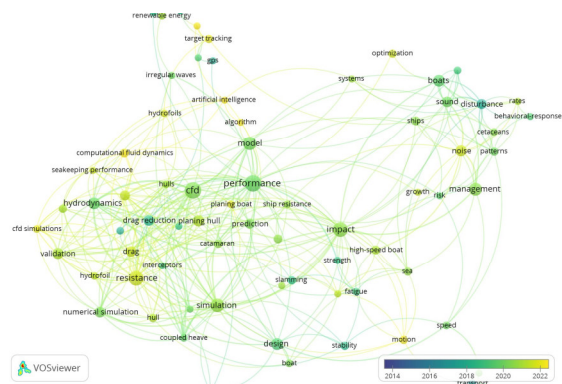 renewable energy
target tracking
gps
optimization
irregular waves
systems
boats
artificial intelligence
sound
disturbance
rates
hydrofoils
behavioral-response
algorithm
ships
cetaceans
model
computational fluid dynamics
noise
patterns
seakeeping performance
hulls
performance
cfd
growth
risk
management
hydrodynamics
planing boat
ship resistance
drag reduction
planing hull
prediction
cfd simulations
impact
catamaran
validation
drag
high-speed boat
interceptors
strength
sea
hydrofoil
resistance
slamming
fatigue
simulation
numerical simulation
hull
speed
coupled heave
design
stability
motion
boat
VOSviewer
2014 2016 2018 2020 2022
transport